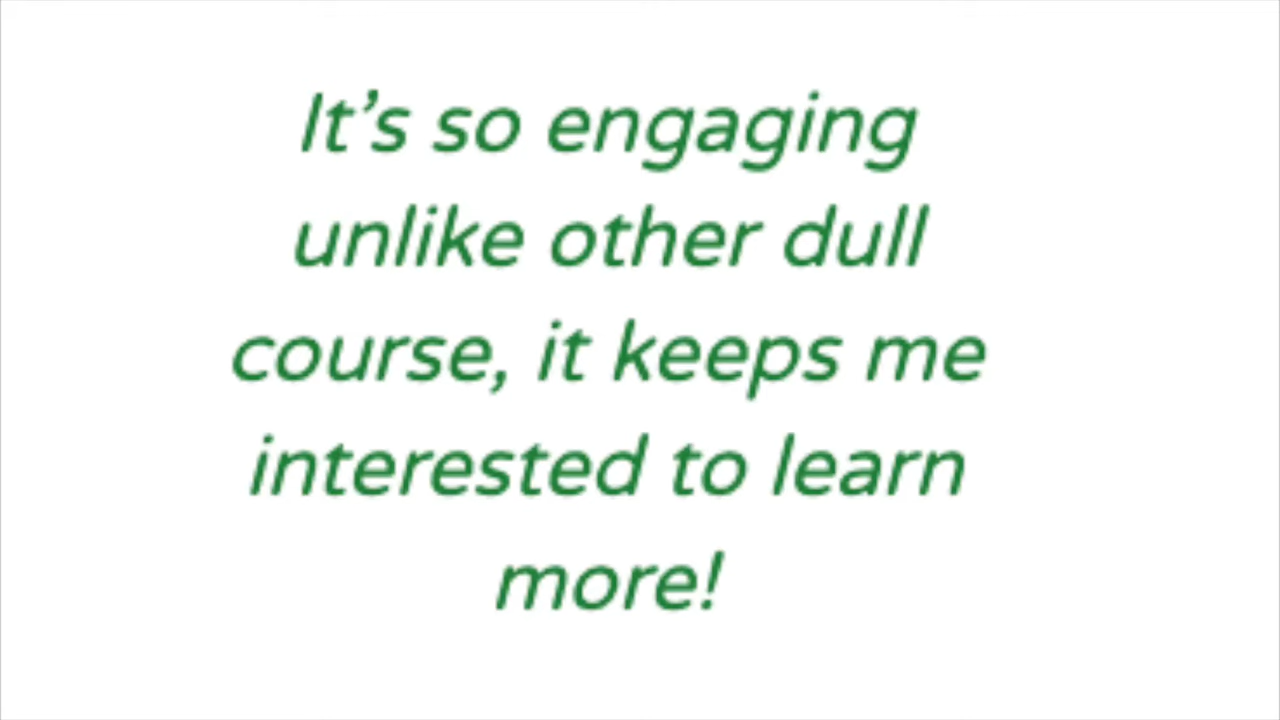 It’s so engaging
unlike other dull
course, it keeps me
interested to learn
more!